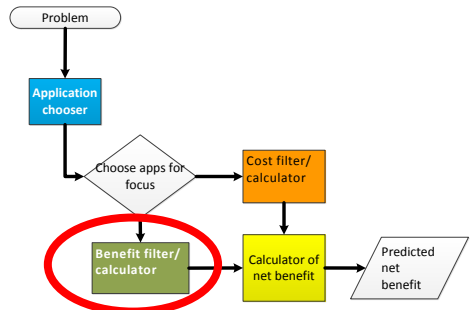 Problem
Application
chooser
Choose apps for
focus
Cost filter/
calculator
Benefit filter/
calculator
Calculator of
net benefit
Predicted
net
benefit